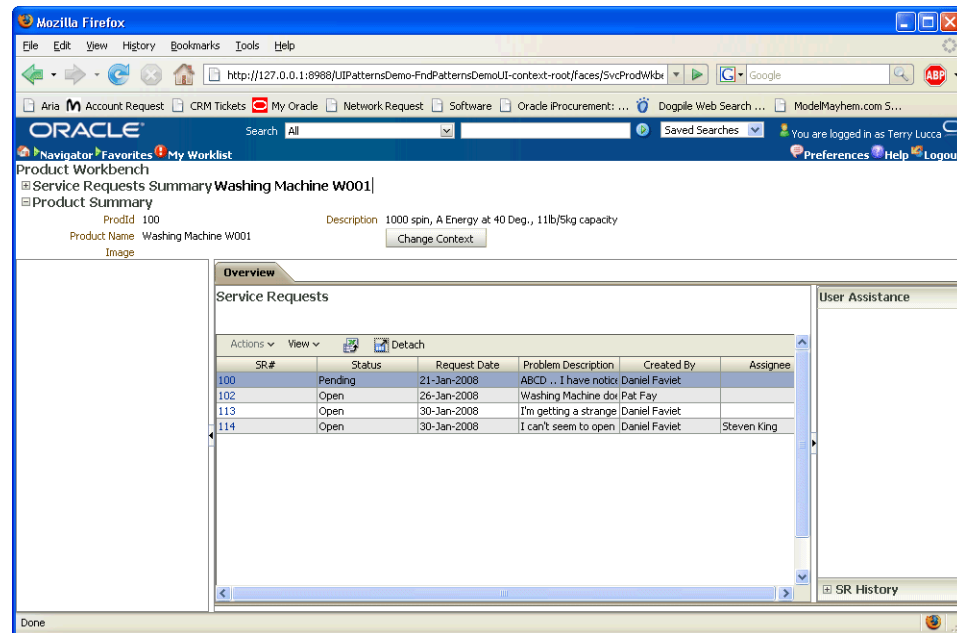 Mozilla Firefox
File Edit View History Bookmarks Tools Help
http://127.0.0.1:8988/UIPatternsDemo-FndPatternsDemoUI-context-root/faces/SvcProdWkbe G Google ABP
Aria Account Request CRM Tickets My Oracle Network Request Software Oracle iProcurement: ... Dogpile Web Search ... ModelMayhem.com S...
ORACLE Search All Saved Searches You are logged in as Terry Lucca
Navigator Favorites My Worklist Preferences Help Logou
Product Workbench
Service Requests Summary Washing Machine W001
Product Summary
ProdId 100 Description 1000 spin, A Energy at 40 Deg., 11lb/5kg capacity
Product Name Washing Machine W001 Change Context
Image
Overview
Service Requests User Assistance
Actions View Detach
SR# Status Request Date Problem Description Created By Assignee
100 Pending 21-Jan-2008 ABCD .. I have notice Daniel Faviet
102 Open 26-Jan-2008 Washing Machine doe Pat Fay
113 Open 30-Jan-2008 I'm getting a strange Daniel Faviet
114 Open 30-Jan-2008 I can't seem to open Daniel Faviet Steven King
SR History
Done